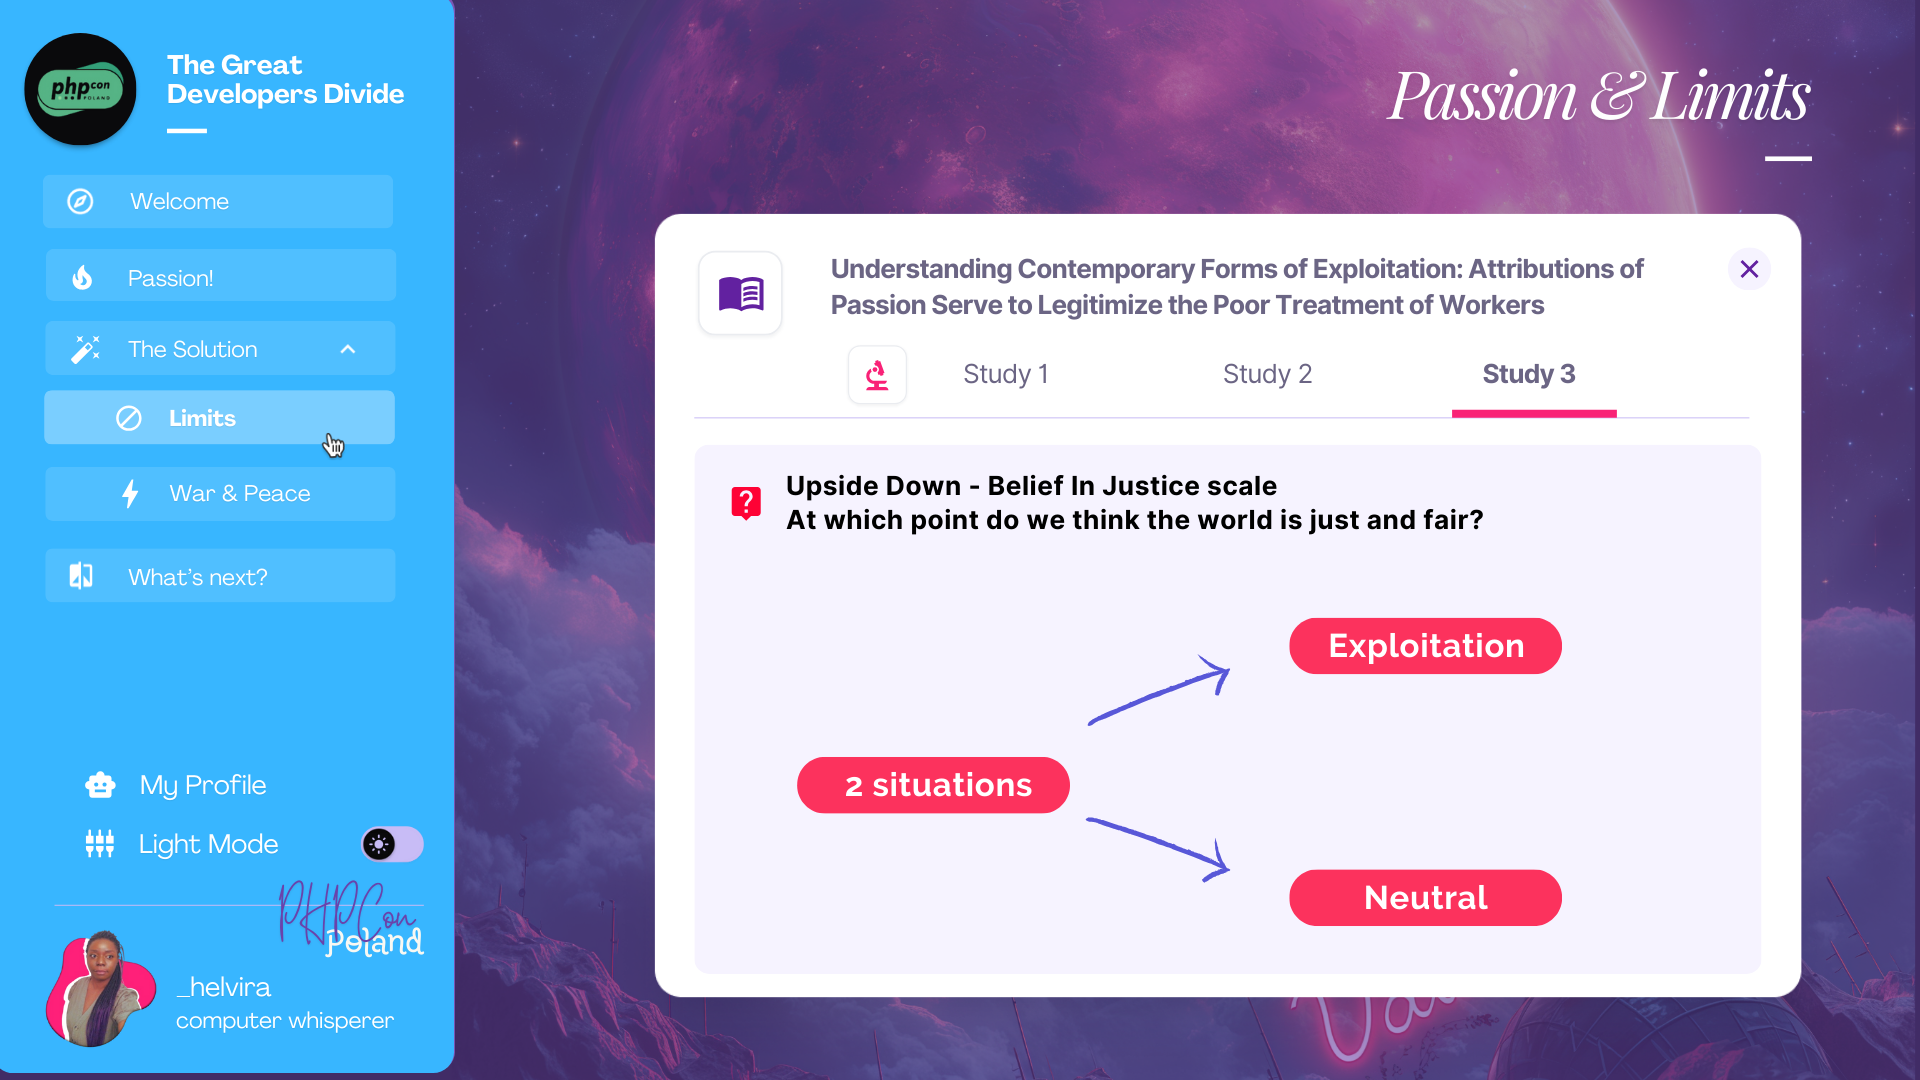 phpcon
POLAND
The Great
Developers Divide
Welcome
Passion!
The Solution
Limits
War & Peace
What's next?
My Profile
Light Mode
PHPCon
Poland
_helvira
computer whisperer
Passion & Limits
Understanding Contemporary Forms of Exploitation: Attributions of
Passion Serve to Legitimize the Poor Treatment of Workers
Study 1
Study 2
Study 3
Upside Down - Belief In Justice scale
At which point do we think the world is just and fair?
Exploitation
2 situations
Neutral